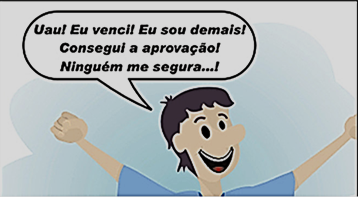 Uau! Eu venci! Eu sou demais!
Consegui a aprovação!
Ninguém me segura...!